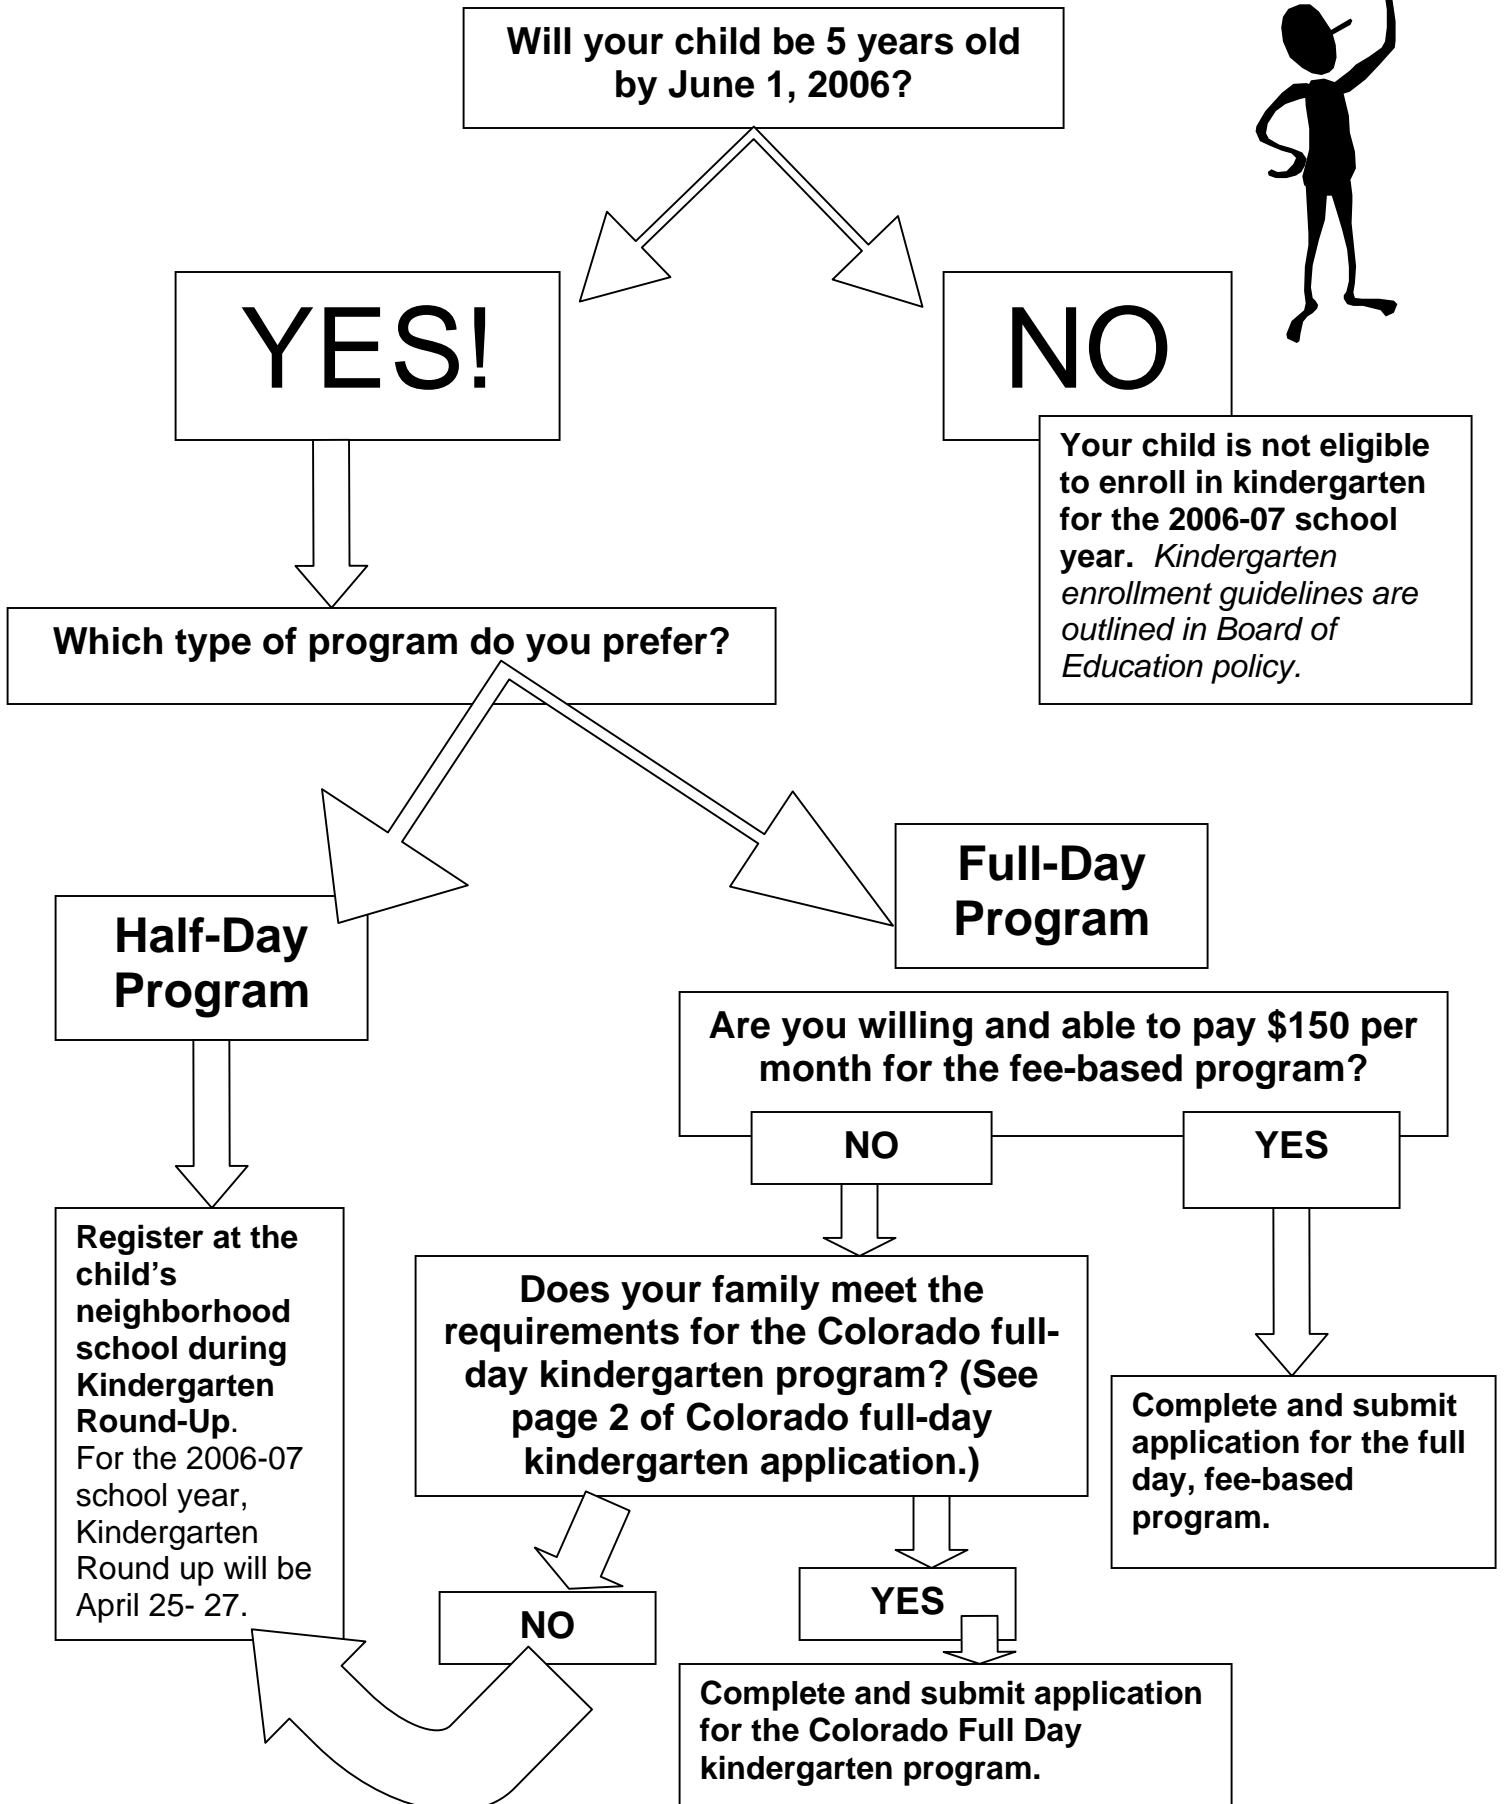 Will your child be 5 years old
by June 1, 2006?
YES!
NO
Your child is not eligible
to enroll in kindergarten
for the 2006-07 school
year. Kindergarten
enrollment guidelines are
outlined in Board of
Education policy.
Which type of program do you prefer?
Half-Day
Program
Full-Day
Program
Are you willing and able to pay $150 per
month for the fee-based program?
NO
YES
Register at the
child’s
neighborhood
school during
Kindergarten
Round-Up.
For the 2006-07
school year,
Kindergarten
Round up will be
April 25- 27.
Does your family meet the
requirements for the Colorado full-
day kindergarten program? (See
page 2 of Colorado full-day
kindergarten application.)
Complete and submit
application for the full
day, fee-based
program.
NO
YES
Complete and submit application
for the Colorado Full Day
kindergarten program.